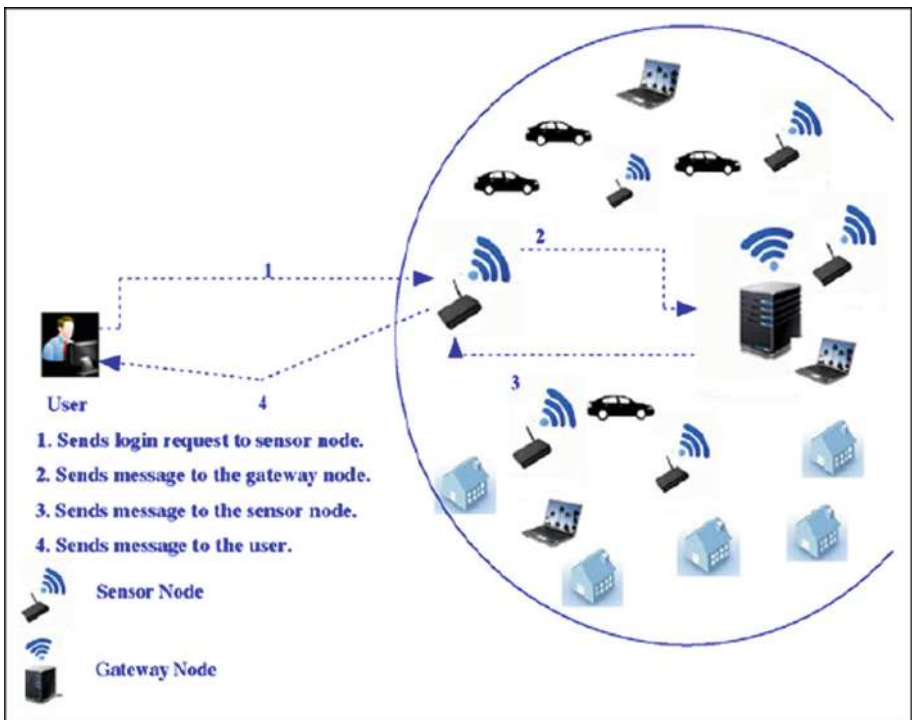 1
2
3
4
User
1. Sends login request to sensor node.
2. Sends message to the gateway node.
3. Sends message to the sensor node.
4. Sends message to the user.
Sensor Node
Gateway Node